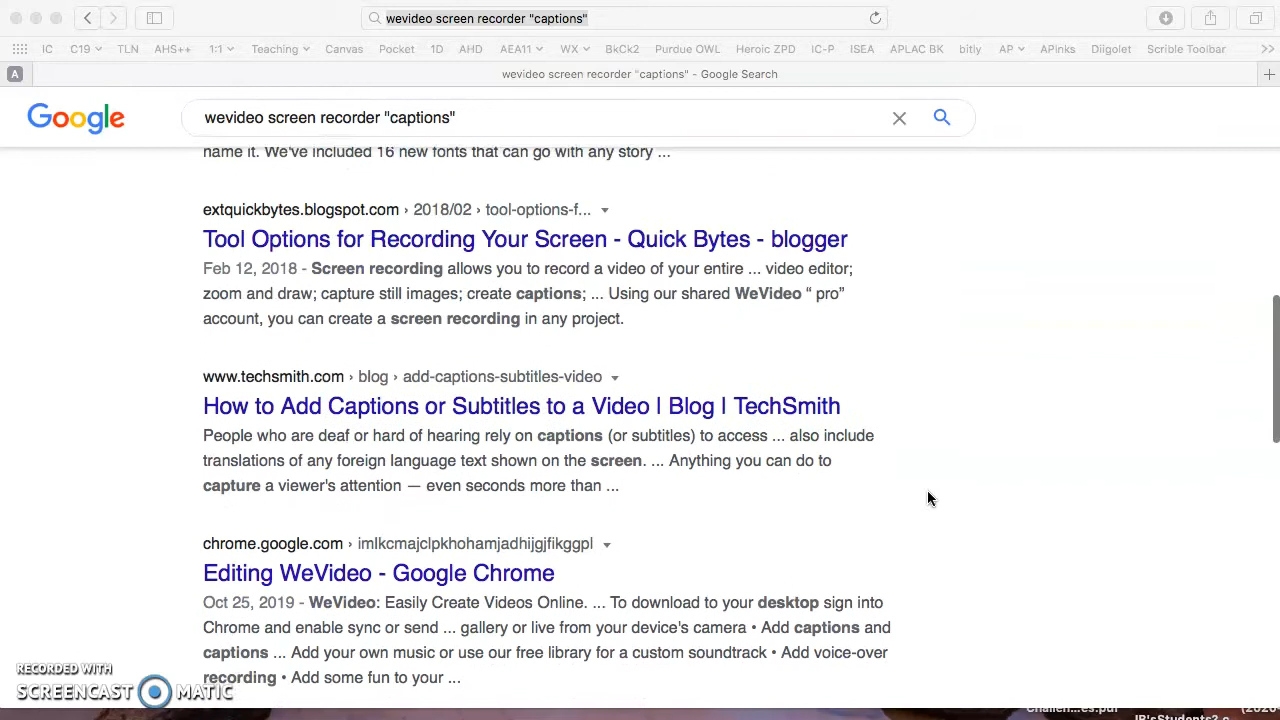 wevideo screen recorder "captions"
IC C19 TLN AHS++ 1:1 Teaching Canvas Pocket 1D AHD AEA11 WX BkCk2 Purdue OWL Heroic ZPD IC-P ISEA APLAC BK bitly AP APinks Diigolet Scrible Toolbar >>
A wevideo screen recorder "captions" - Google Search
Google wevideo screen recorder "captions"
name it. We've included 16 new fonts that can go with any story ...
extquickbytes.blogspot.com › 2018/02 › tool-options-f...
Tool Options for Recording Your Screen - Quick Bytes - blogger
Feb 12, 2018 - Screen recording allows you to record a video of your entire ... video editor;
zoom and draw; capture still images; create captions; ... Using our shared WeVideo “ pro”
account, you can create a screen recording in any project.
www.techsmith.com › blog › add-captions-subtitles-video
How to Add Captions or Subtitles to a Video | Blog | TechSmith
People who are deaf or hard of hearing rely on captions (or subtitles) to access ... also include
translations of any foreign language text shown on the screen. ... Anything you can do to
capture a viewer's attention — even seconds more than ...
chrome.google.com › imlkcmajclpkhohamjadhijgjfikggpl
Editing WeVideo - Google Chrome
Oct 25, 2019 - WeVideo: Easily Create Videos Online. ... To download to your desktop sign into
Chrome and enable sync or send ... gallery or live from your device's camera • Add captions and
captions ... Add your own music or use our free library for a custom soundtrack • Add voice-over
recording • Add some fun to your ...
RECORDED WITH
SCREENCAST MATIC